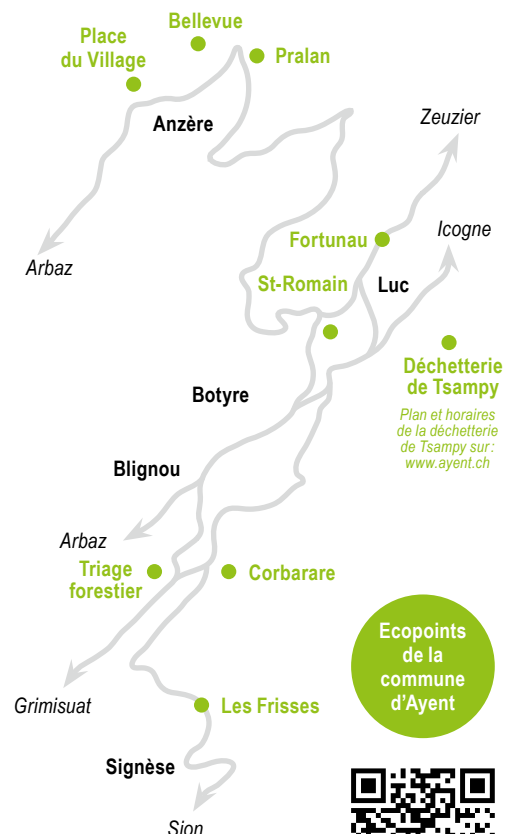 Bellevue
Place
du Village
Pralan
Anzère
Zeuzier
Icogne
Fortunau
Arbaz
St-Romain
Luc
Déchetterie
de Tsampy
Botyre
Plan et horaires
de la déchetterie
de Tsampy sur:
www.ayent.ch
Blignou
Arbaz
Triage
forestier
Corbarare
Ecopoints
de la
commune
d'Ayent
Grimisuat
Les Frisses
Signèse
Sion